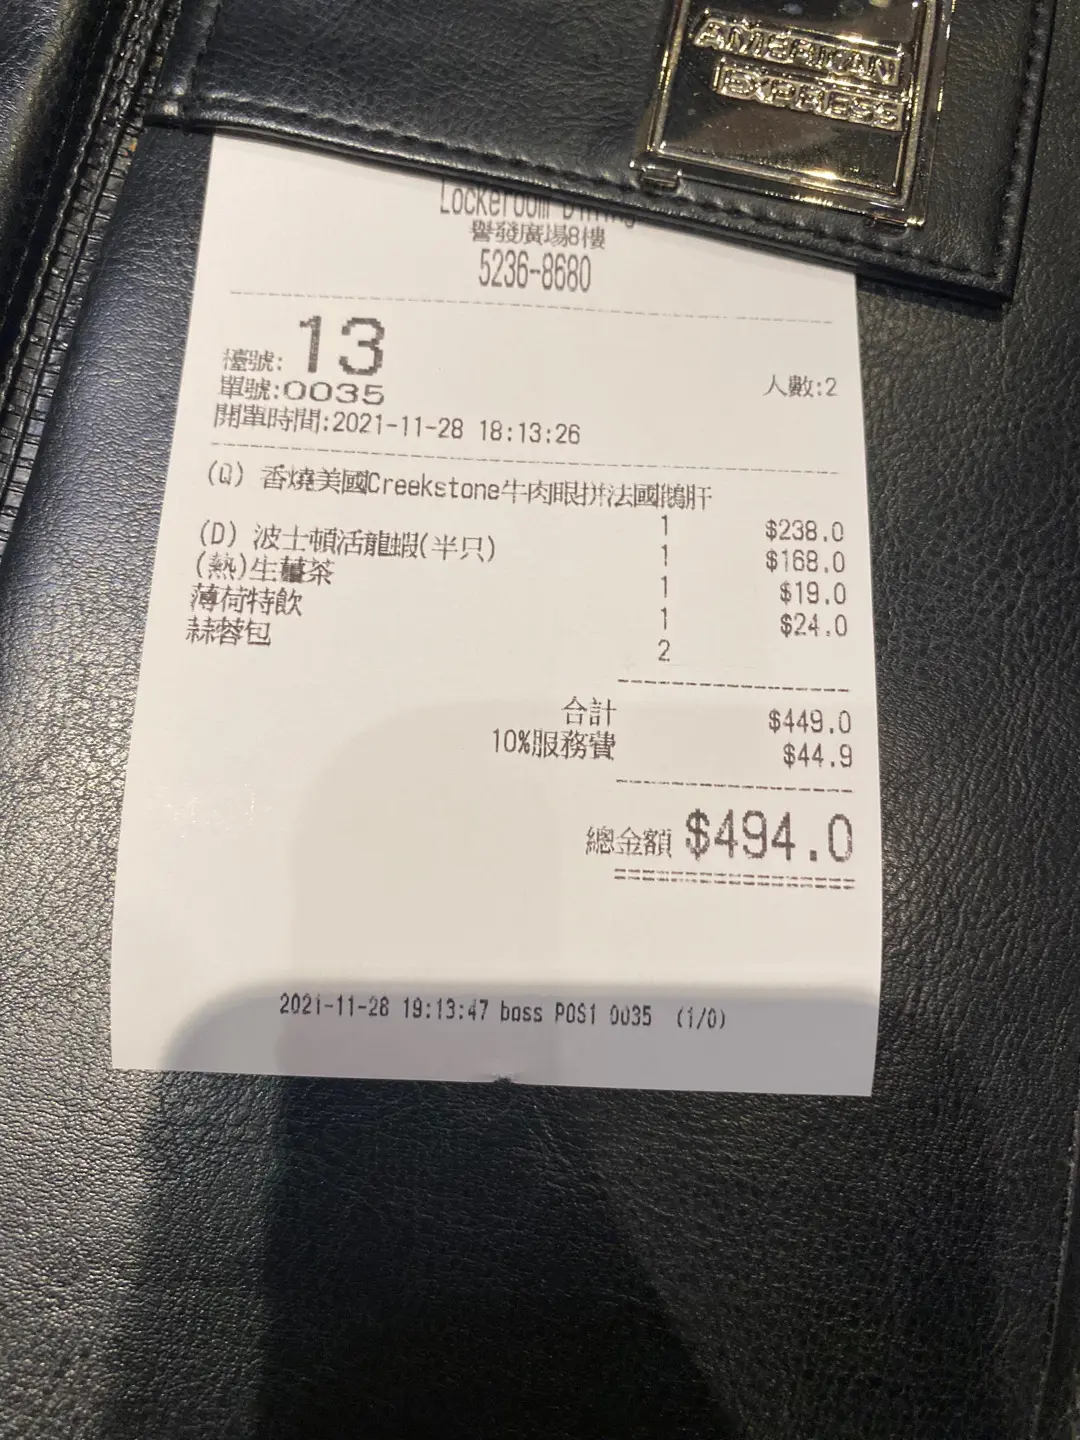 AMERICAN
EXPRESS
Lockeroom Dining
譽發廣場8樓
5236-8680
檯號: 13
人數:2
單號:0035
開單時間:2021-11-28 18:13:26
(Q) 香燒美國Creekstone牛肉眼拼法國鵝肝
1 $238.0
(D) 波士頓活龍蝦(半只)
1 $168.0
(熱)生薑茶
1 $19.0
薄荷特飲
1 $24.0
蒜蓉包
2
合計 $449.0
10%服務費 $44.9
總金額 $494.0
2021-11-28 19:13:47 boss POS1 0035 (1/0)